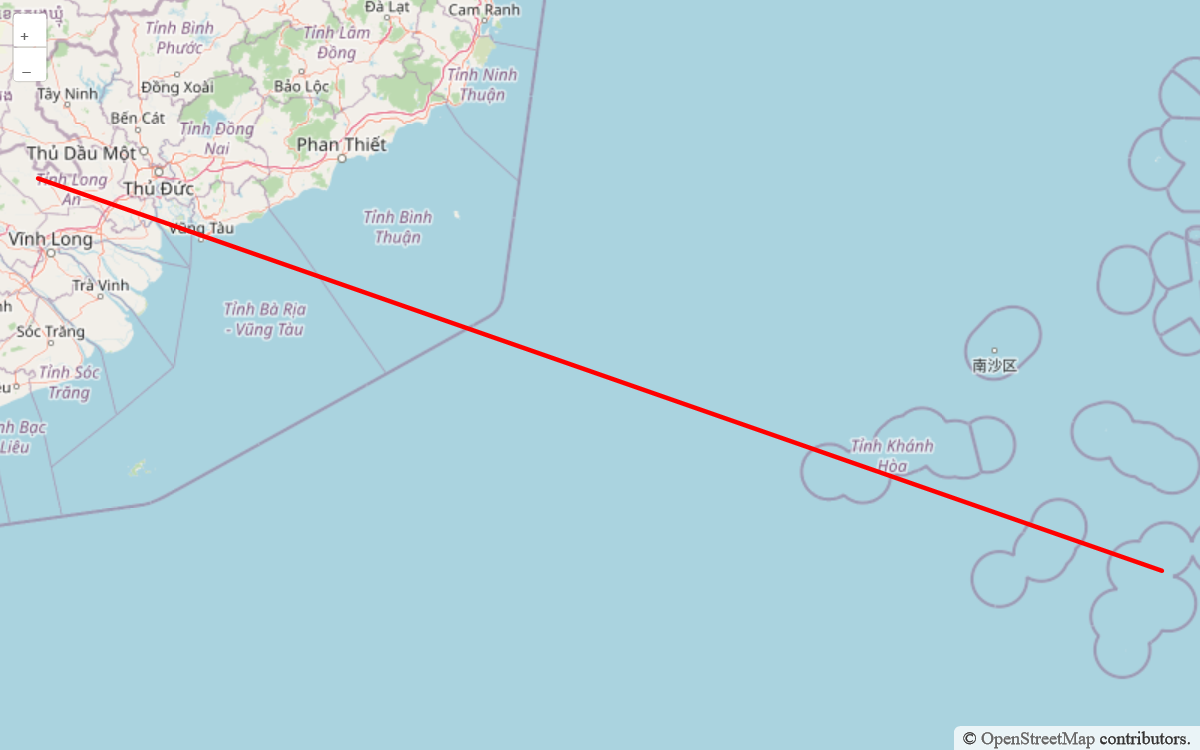 +
–
Đà Lạt
Cam Ranh
Tỉnh Bình
Phước
Tỉnh Lâm
Đồng
Tỉnh Ninh
Thuận
Tây Ninh
Đồng Xoài
Bảo Lộc
Bến Cát
Tỉnh Đồng
Nai
Phan Thiết
Thủ Dầu Một
Tỉnh Long
An
Thủ Đức
Vũng Tàu
Tỉnh Bình
Thuận
Vĩnh Long
Trà Vinh
Tỉnh Bà Rịa
- Vũng Tàu
Sóc Trăng
南沙区
Tỉnh Sóc
Trăng
Tỉnh Khánh
Hòa
nh Bạc
Liêu
© OpenStreetMap contributors.